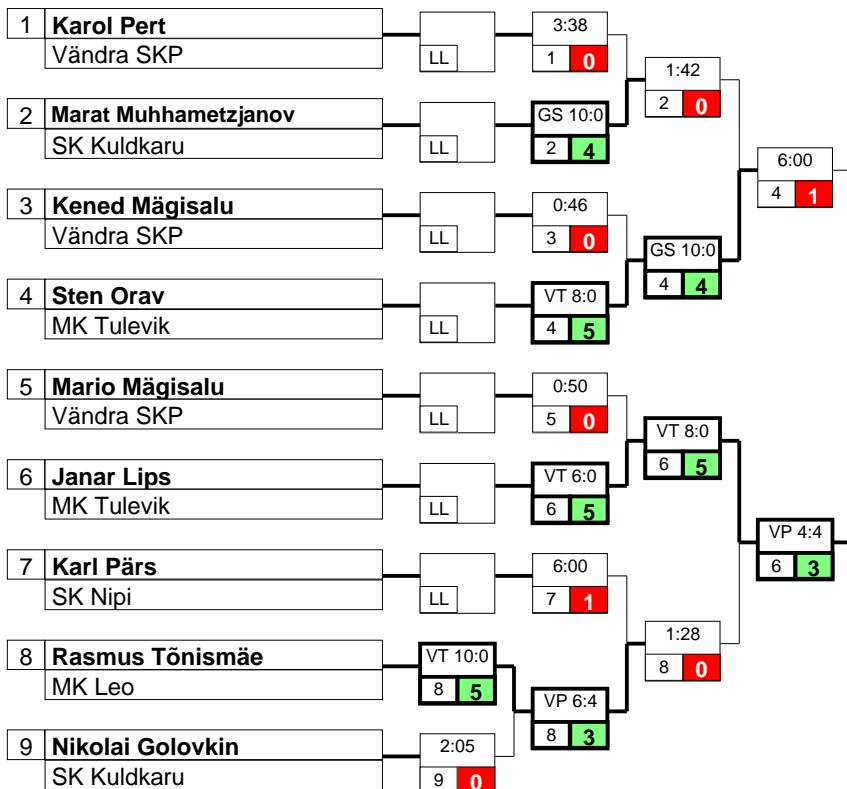 1 Karol Pert
Vändra SKP
LL
3:38
1 0
1:42
2 0
2 Marat Muhhametzjanov
SK Kuldkaru
LL
GS 10:0
2 4
6:00
4 1
3 Kened Mägisalu
Vändra SKP
LL
0:46
3 0
GS 10:0
4 4
4 Sten Orav
MK Tulevik
LL
VT 8:0
4 5
5 Mario Mägisalu
Vändra SKP
LL
0:50
5 0
VT 8:0
6 5
6 Janar Lips
MK Tulevik
LL
VT 6:0
6 5
VP 4:4
6 3
7 Karl Pärs
SK Nipi
LL
6:00
7 1
1:28
8 0
8 Rasmus Tõnismäe
MK Leo
VT 10:0
8 5
VP 6:4
8 3
9 Nikolai Golovkin
SK Kuldkaru
2:05
9 0